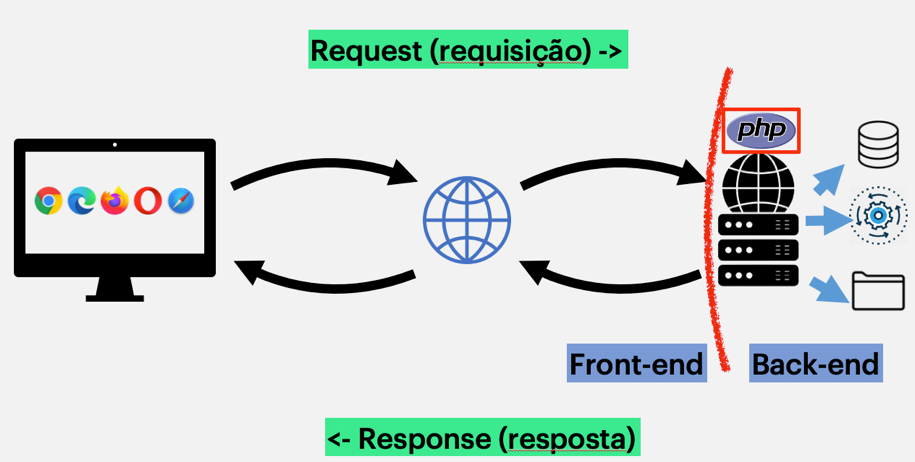 Request (requisição) ->
php
Front-end
Back-end
<- Response (resposta)